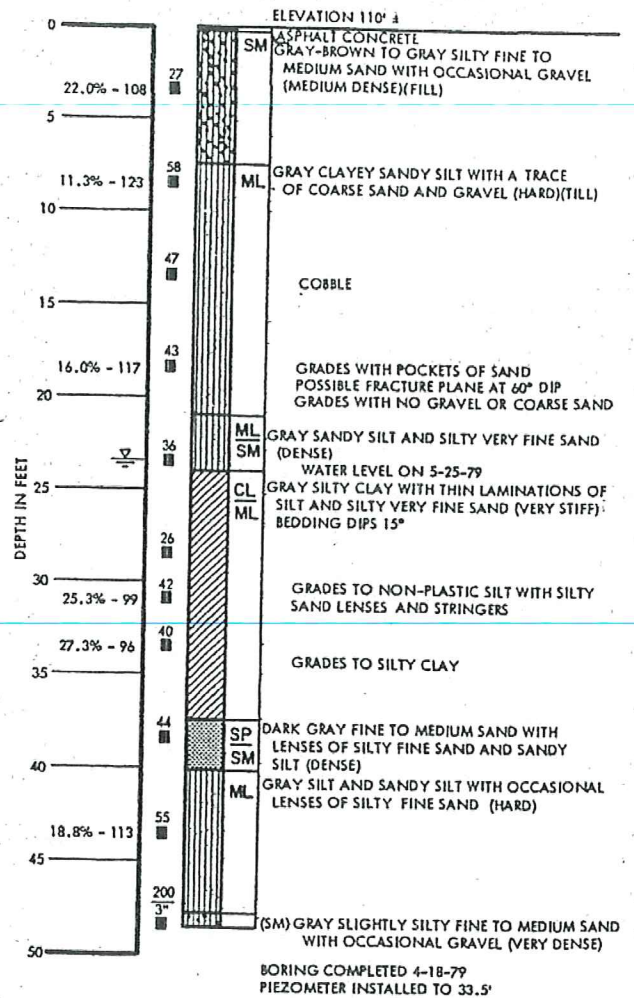 ELEVATION 110' ±
0
ASPHALT CONCRETE
SM
GRAY-BROWN TO GRAY SILTY FINE TO
MEDIUM SAND WITH OCCASIONAL GRAVEL
(MEDIUM DENSE)(FILL)
27
22.0% - 108
5
58
11.3% - 123
ML
GRAY CLAYEY SANDY SILT WITH A TRACE
OF COARSE SAND AND GRAVEL (HARD)(TILL)
10
47
COBBLE
15
43
16.0% - 117
GRADES WITH POCKETS OF SAND
POSSIBLE FRACTURE PLANE AT 60° DIP
GRADES WITH NO GRAVEL OR COARSE SAND
20
ML
SM
GRAY SANDY SILT AND SILTY VERY FINE SAND
(DENSE)
36
WATER LEVEL ON 5-25-79
DEPTH IN FEET
25
CL
ML
GRAY SILTY CLAY WITH THIN LAMINATIONS OF
SILT AND SILTY VERY FINE SAND (VERY STIFF)
BEDDING DIPS 15°
26
30
42
25.3% - 99
GRADES TO NON-PLASTIC SILT WITH SILTY
SAND LENSES AND STRINGERS
40
27.3% - 96
GRADES TO SILTY CLAY
35
44
SP
SM
DARK GRAY FINE TO MEDIUM SAND WITH
LENSES OF SILTY FINE SAND AND SANDY
SILT (DENSE)
40
ML
GRAY SILT AND SANDY SILT WITH OCCASIONAL
LENSES OF SILTY FINE SAND (HARD)
55
18.8% - 113
45
200
3"
(SM) GRAY SLIGHTLY SILTY FINE TO MEDIUM SAND
WITH OCCASIONAL GRAVEL (VERY DENSE)
50
BORING COMPLETED 4-18-79
PIEZOMETER INSTALLED TO 33.5'